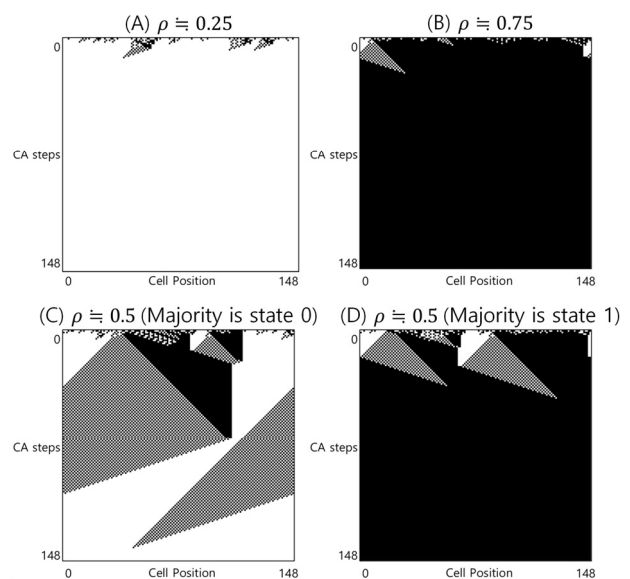 (A) ρ ≒ 0.25
(B) ρ ≒ 0.75
0
CA steps
148
0 Cell Position 148
0
CA steps
148
0 Cell Position 148
(C) ρ ≒ 0.5 (Majority is state 0)
(D) ρ ≒ 0.5 (Majority is state 1)
0
CA steps
148
0 Cell Position 148
0
CA steps
148
0 Cell Position 148